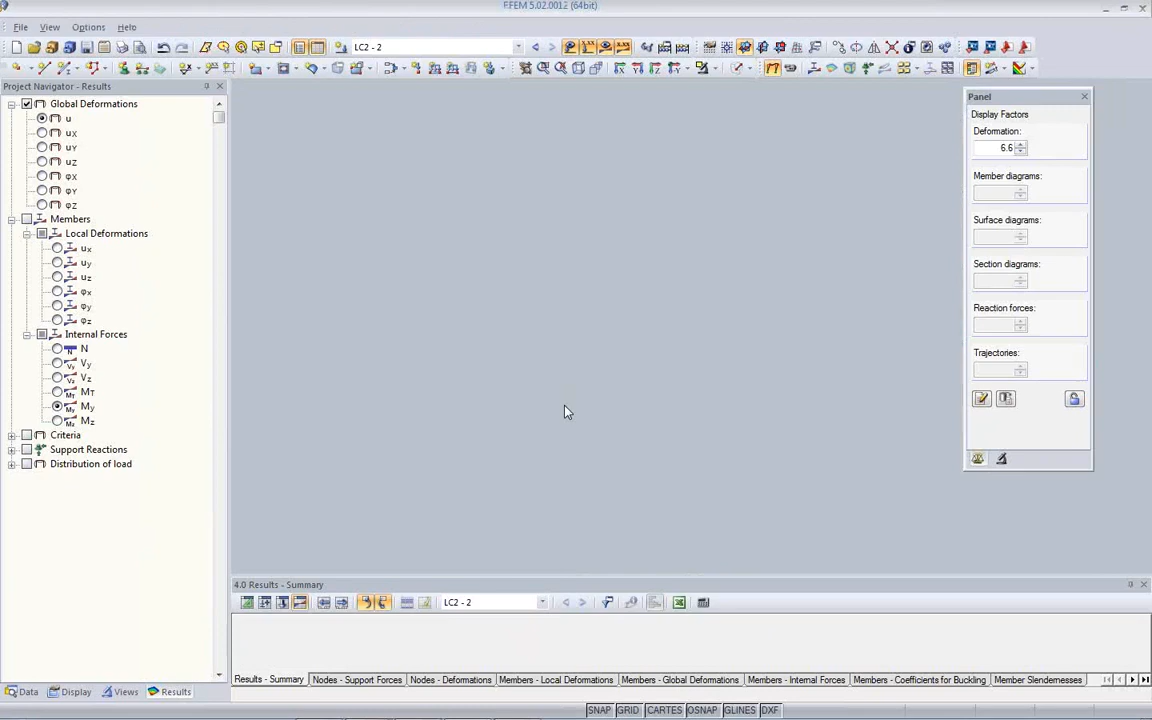 RFEM 5.02.0012 (64bit)
File View Options Help
LC2 - 2
Project Navigator - Results
Global Deformations
u
uX
uY
uZ
φX
φY
φZ
Members
Local Deformations
ux
uy
uz
φx
φy
φz
Internal Forces
N
Vy
Vz
MT
My
Mz
Criteria
Support Reactions
Distribution of load
Data Display Views Results
Panel
Display Factors
Deformation:
6.6
Member diagrams:
Surface diagrams:
Section diagrams:
Reaction forces:
Trajectories:
4.0 Results - Summary
LC2 - 2
Results - Summary Nodes - Support Forces Nodes - Deformations Members - Local Deformations Members - Global Deformations Members - Internal Forces Members - Coefficients for Buckling Member Slendernesses
SNAP GRID CARTES OSNAP GLINES DXF